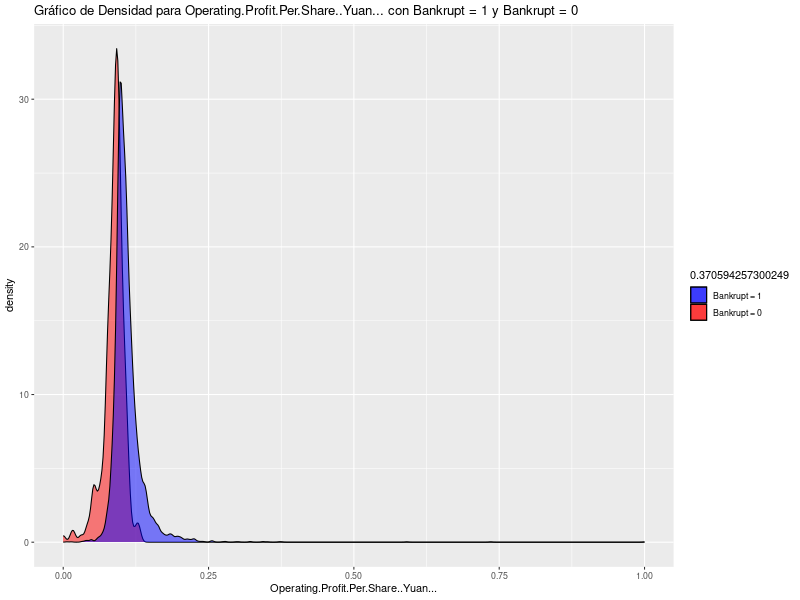 Gráfico de Densidad para Operating.Profit.Per.Share..Yuan... con Bankrupt = 1 y Bankrupt = 0
30
20
10
0
density
0.00
0.25
0.50
0.75
1.00
Operating.Profit.Per.Share..Yuan...
0.370594257300249
Bankrupt = 1
Bankrupt = 0